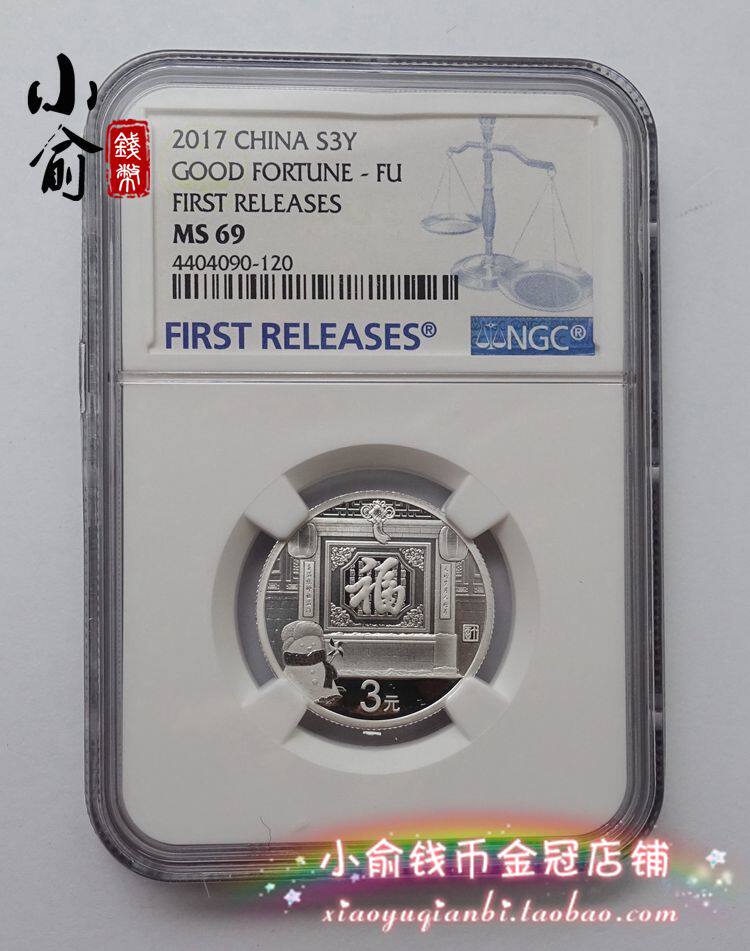 小俞
錢幣
2017 CHINA S3Y
GOOD FORTUNE - FU
FIRST RELEASES
MS 69
4404090-120
FIRST RELEASES®
NGC®
福
3元
小俞钱币金冠店铺
xiaoyuqianbi.taobao.com